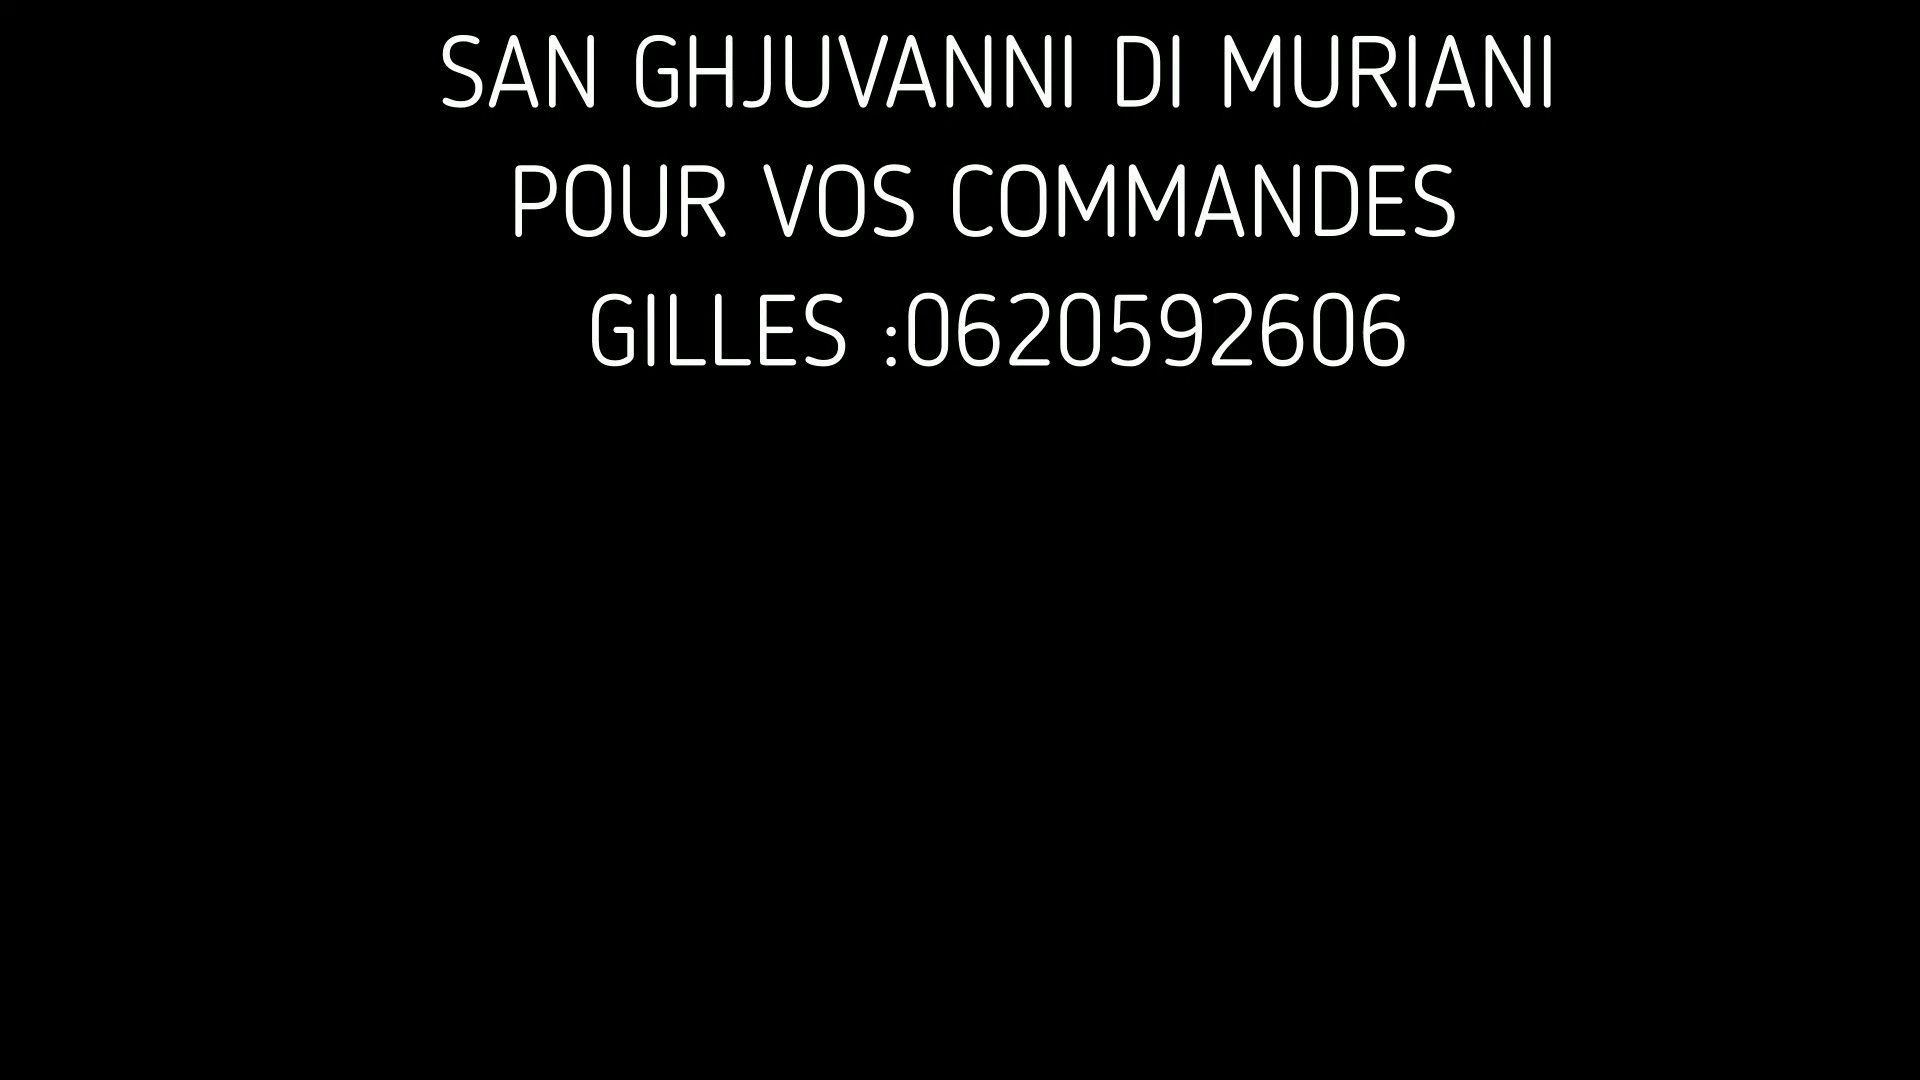 SAN GHJUVANNI DI MURIANI
POUR VOS COMMANDES
GILLES :0620592606